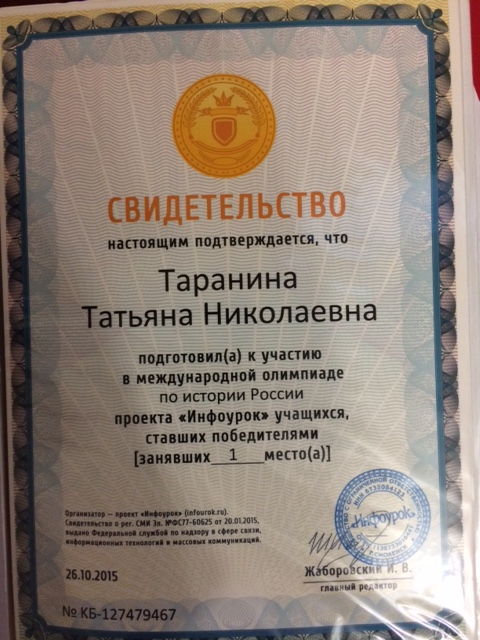 СВИДЕТЕЛЬСТВО
настоящим подтверждается, что
Таранина
Татьяна Николаевна
подготовил(а) к участию
в международной олимпиаде
по истории России
проекта «Инфоурок» учащихся,
ставших победителями
[занявших 1 место(а)]
Организатор – проект «Инфоурок» (infourok.ru).
Свидетельство о рег. СМИ Эл. №ФС77-60625 от 20.01.2015,
выдано Федеральной службой по надзору в сфере связи,
информационных технологий и массовых коммуникаций.
«Инфоурок»
26.10.2015
Жаборовский И. В.
главный редактор
№ КБ-127479467